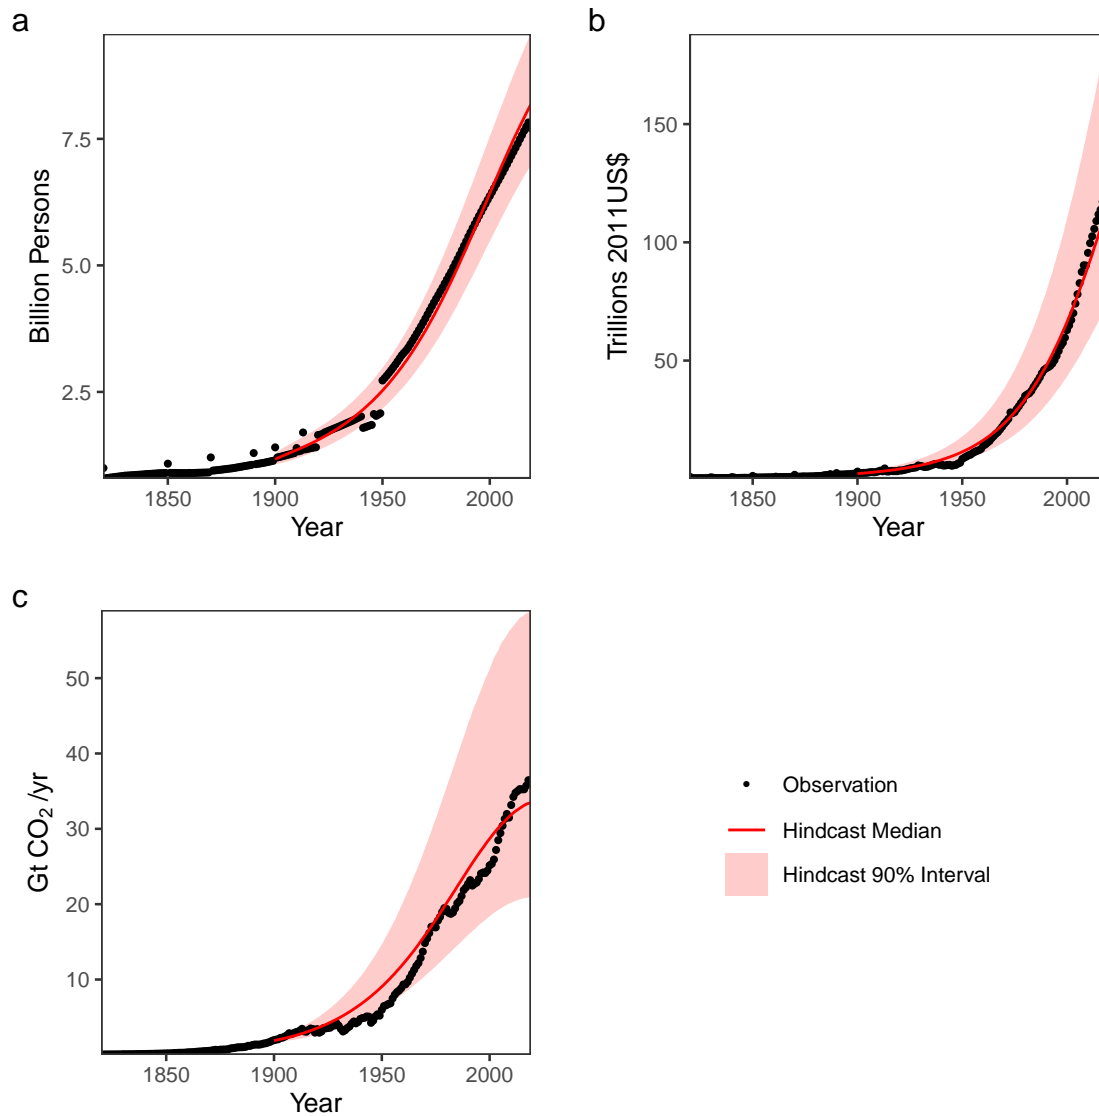 a
7.5
5.0
2.5
Billion Persons
1850 1900 1950 2000
Year
b
150
100
50
Trillions 2011US$
1850 1900 1950 2000
Year
c
50
40
30
20
10
Gt CO₂ /yr
1850 1900 1950 2000
Year
Observation
Hindcast Median
Hindcast 90% Interval